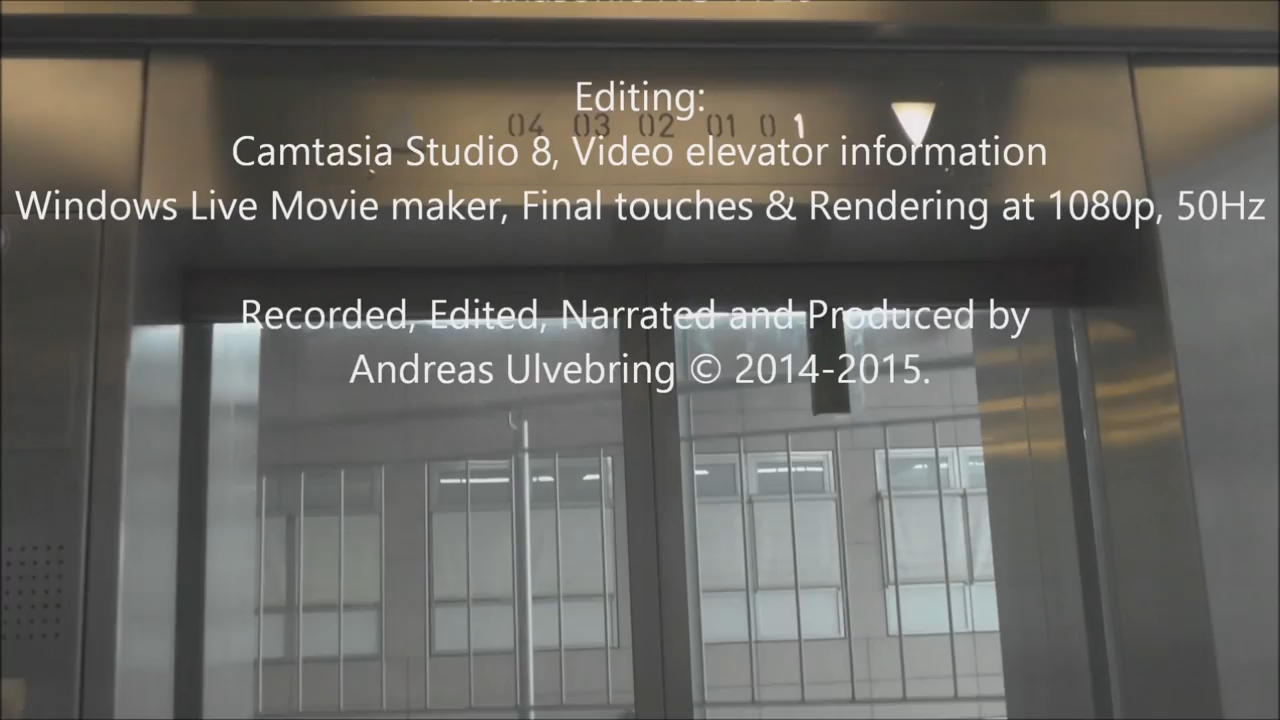 Editing:
04 03 02 01 0 1
Camtasia Studio 8, Video elevator information
Windows Live Movie maker, Final touches & Rendering at 1080p, 50Hz
Recorded, Edited, Narrated and Produced by
Andreas Ulvebring © 2014-2015.